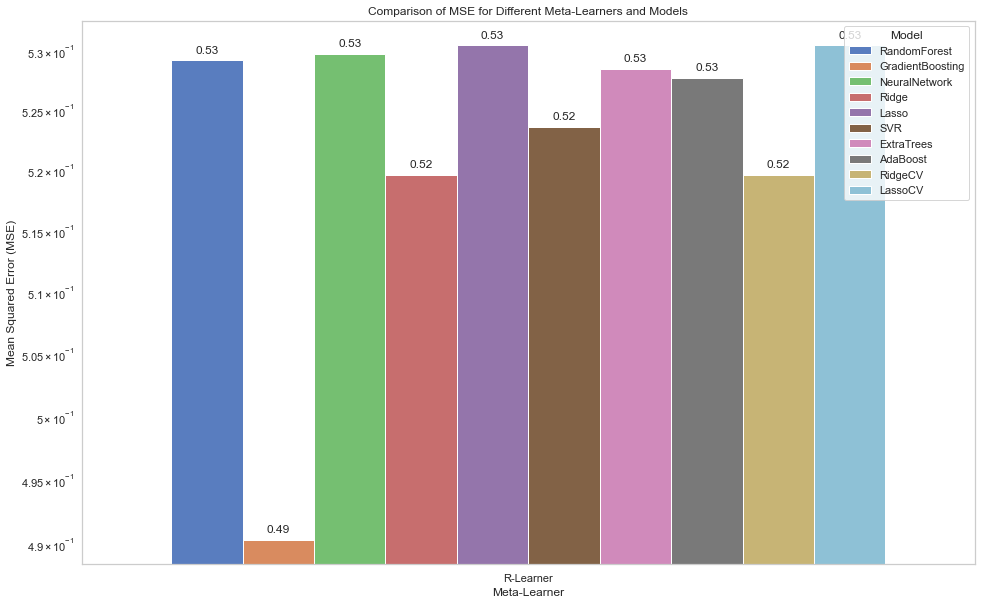 Comparison of MSE for Different Meta-Learners and Models
Mean Squared Error (MSE)
5.3 × 10⁻¹
5.25 × 10⁻¹
5.2 × 10⁻¹
5.15 × 10⁻¹
5.1 × 10⁻¹
5.05 × 10⁻¹
5 × 10⁻¹
4.95 × 10⁻¹
4.9 × 10⁻¹
0.53
0.49
0.53
0.52
0.53
0.52
0.53
0.53
0.52
0.53
Model
RandomForest
GradientBoosting
NeuralNetwork
Ridge
Lasso
SVR
ExtraTrees
AdaBoost
RidgeCV
LassoCV
R-Learner
Meta-Learner